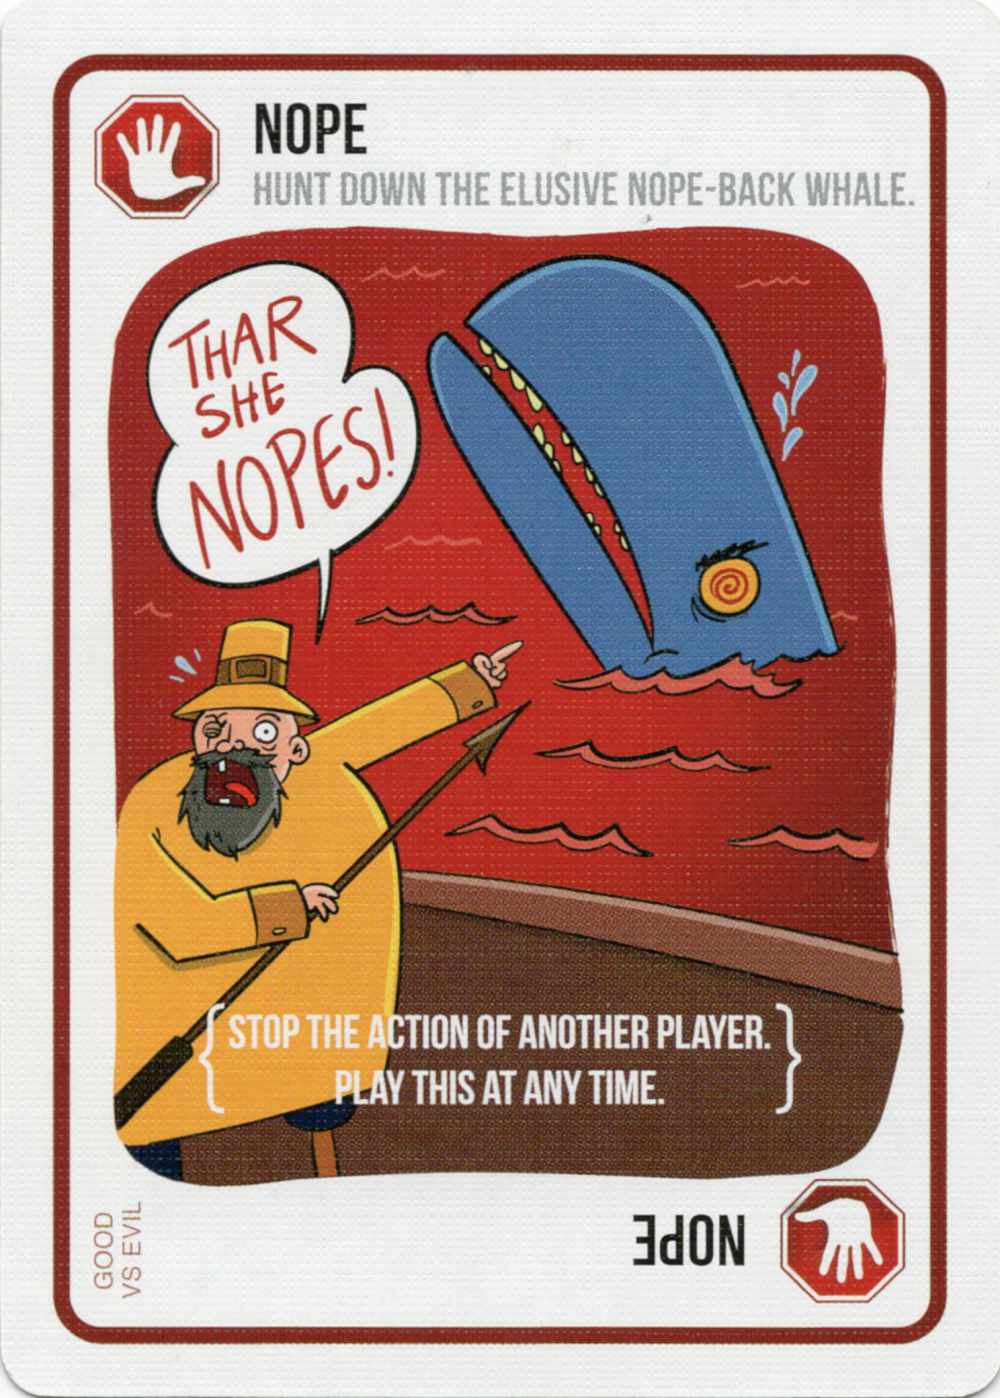 NOPE
HUNT DOWN THE ELUSIVE NOPE-BACK WHALE.
THAR
SHE
NOPES!
{STOP THE ACTION OF ANOTHER PLAYER.
PLAY THIS AT ANY TIME.}
GOOD
VS EVIL
NOPE